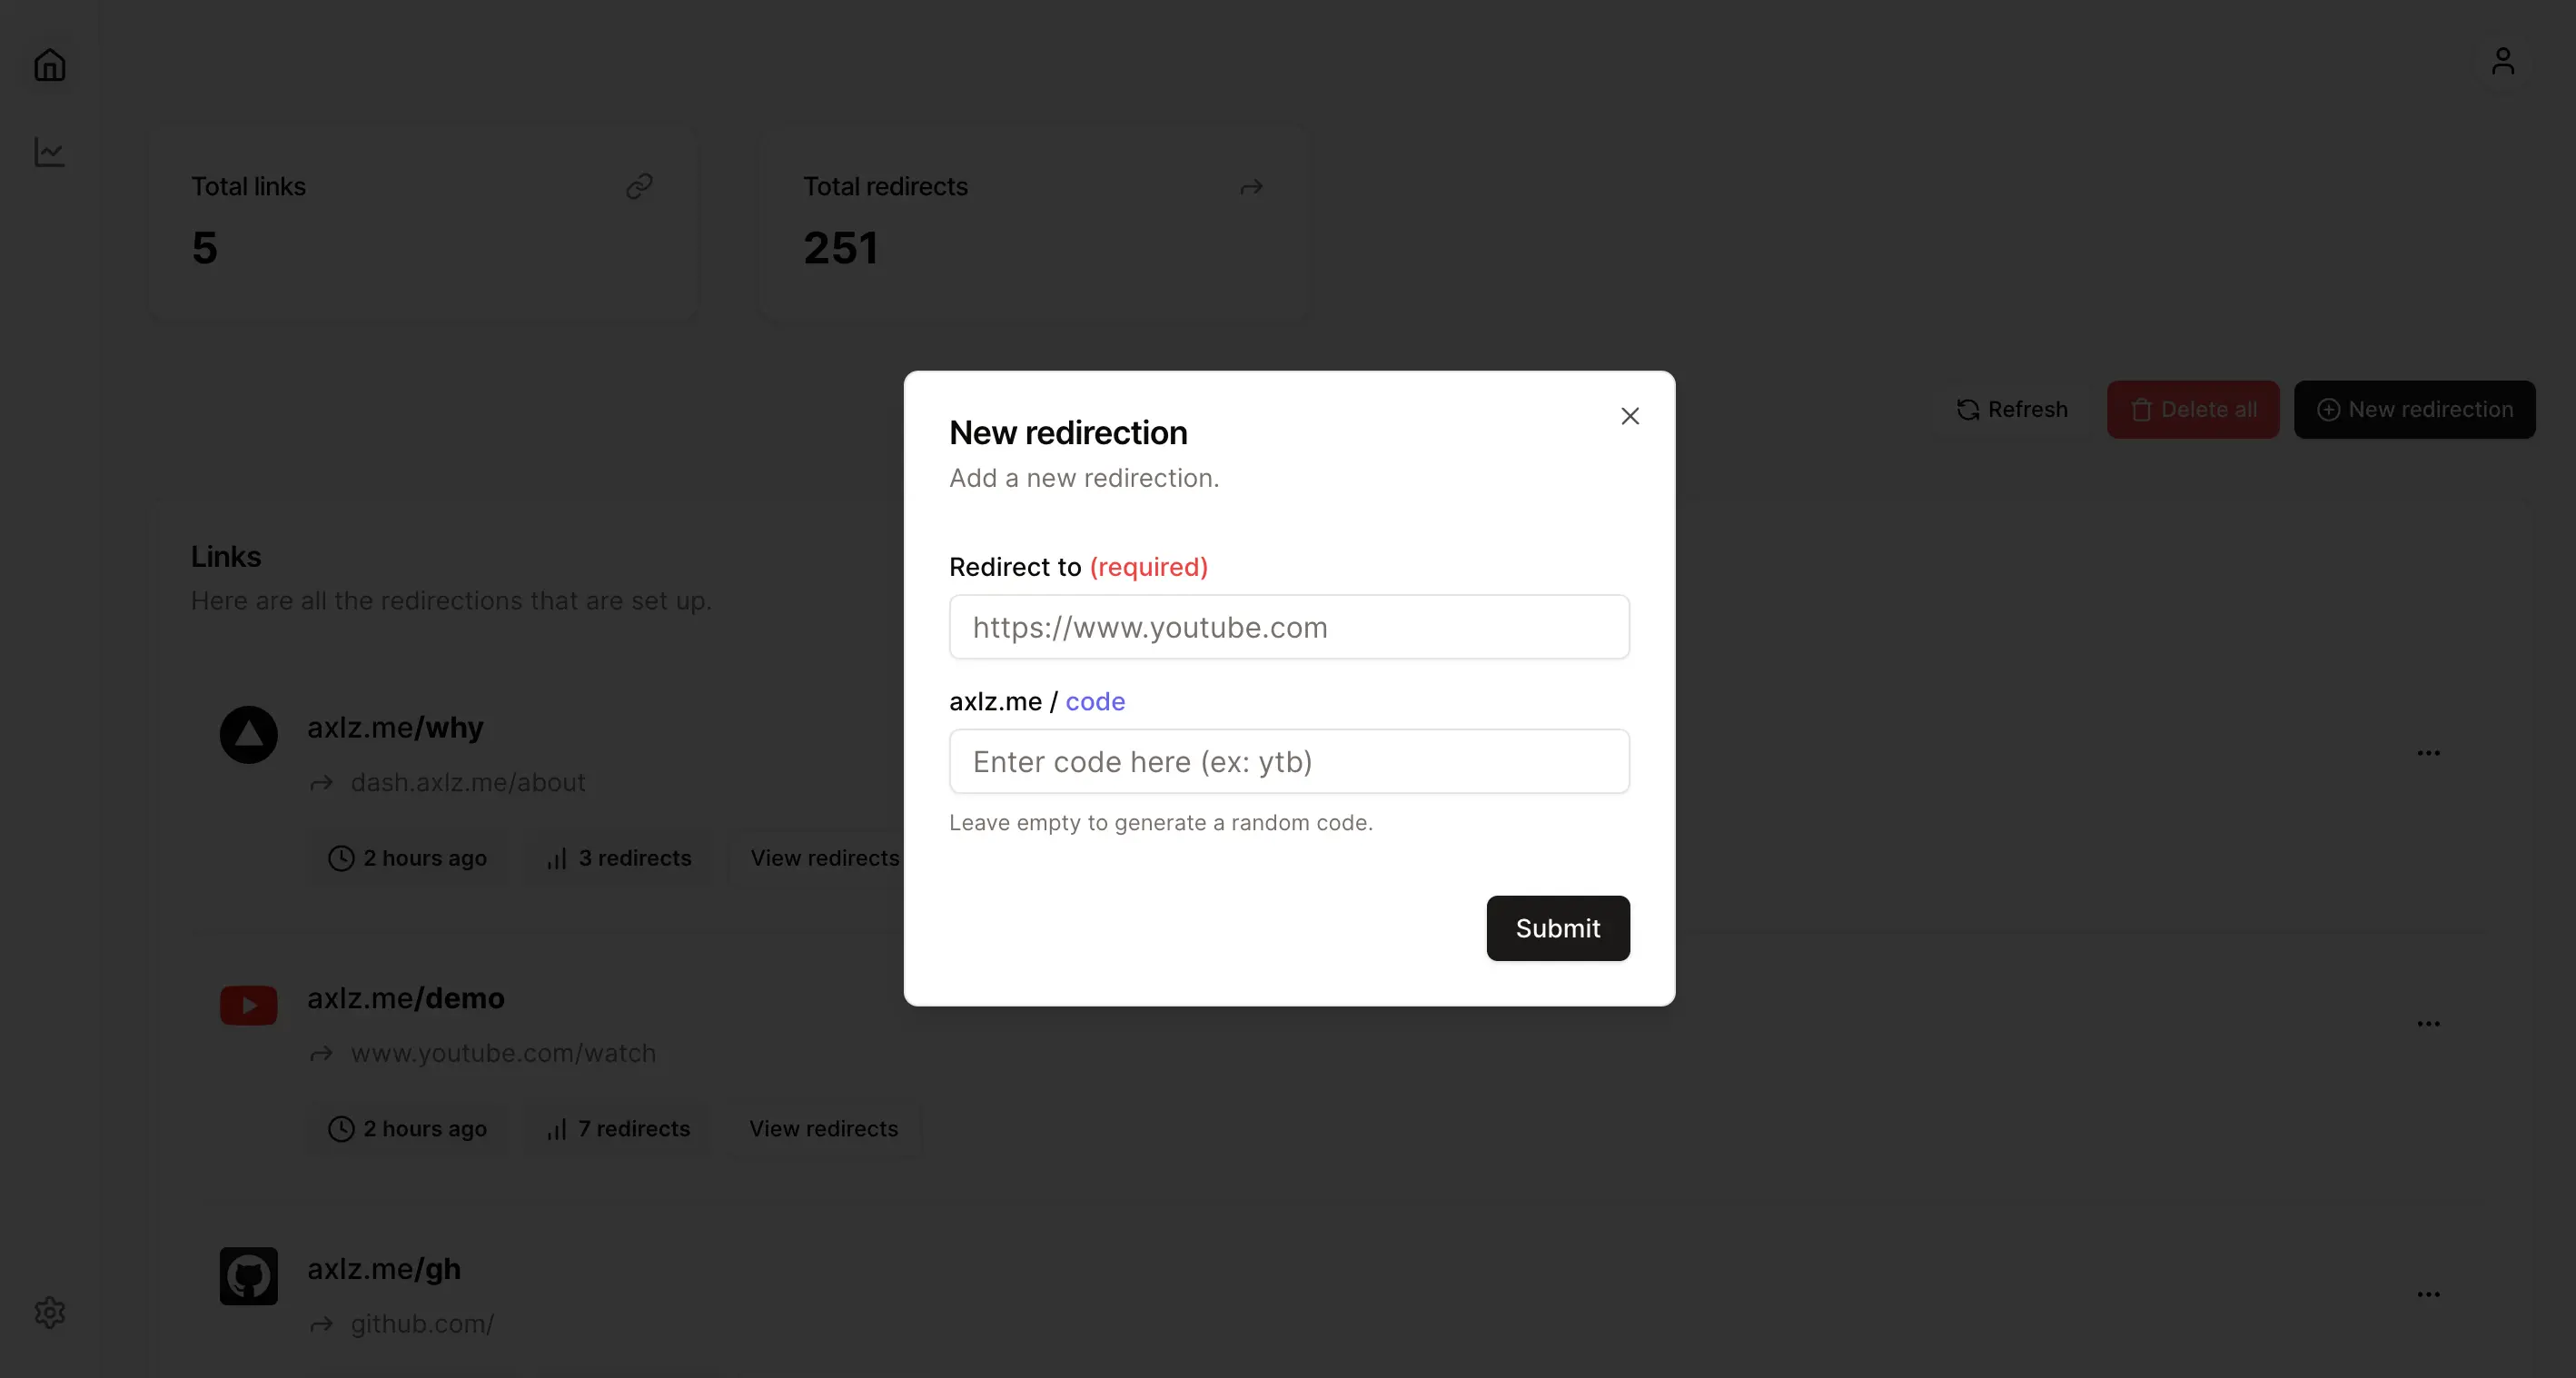 Total links
5
Total redirects
251
Refresh
Delete all
New redirection
Links
Here are all the redirections that are set up.
axlz.me/why
dash.axlz.me/about
2 hours ago
3 redirects
View redirects
axlz.me/demo
www.youtube.com/watch
2 hours ago
7 redirects
View redirects
axlz.me/gh
github.com/
New redirection
Add a new redirection.
Redirect to (required)
https://www.youtube.com
axlz.me / code
Enter code here (ex: ytb)
Leave empty to generate a random code.
Submit